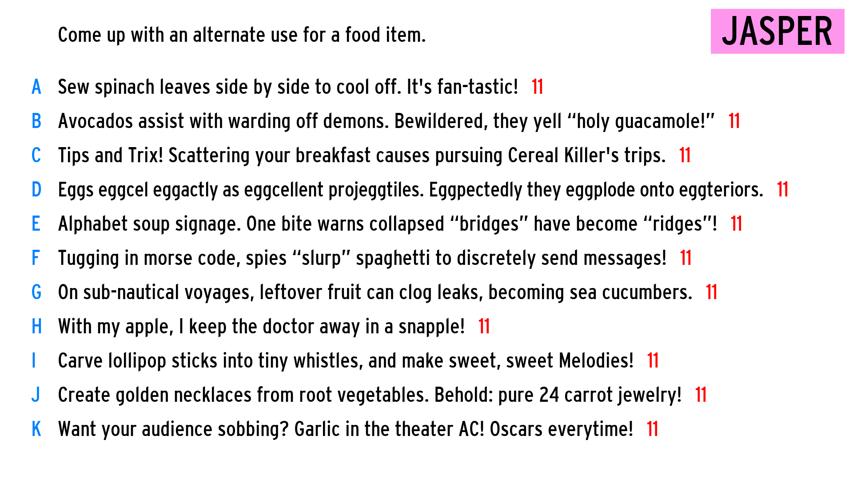 Come up with an alternate use for a food item.
JASPER
A Sew spinach leaves side by side to cool off. It's fan-tastic! 11
B Avocados assist with warding off demons. Bewildered, they yell “holy guacamole!” 11
C Tips and Trix! Scattering your breakfast causes pursuing Cereal Killer's trips. 11
D Eggs eggcel eggactly as eggcellent projeggtiles. Eggpectedly they eggplode onto eggteriors. 11
E Alphabet soup signage. One bite warns collapsed “bridges” have become “ridges”! 11
F Tugging in morse code, spies “slurp” spaghetti to discretely send messages! 11
G On sub-nautical voyages, leftover fruit can clog leaks, becoming sea cucumbers. 11
H With my apple, I keep the doctor away in a snapple! 11
I Carve lollipop sticks into tiny whistles, and make sweet, sweet Melodies! 11
J Create golden necklaces from root vegetables. Behold: pure 24 carrot jewelry! 11
K Want your audience sobbing? Garlic in the theater AC! Oscars everytime! 11